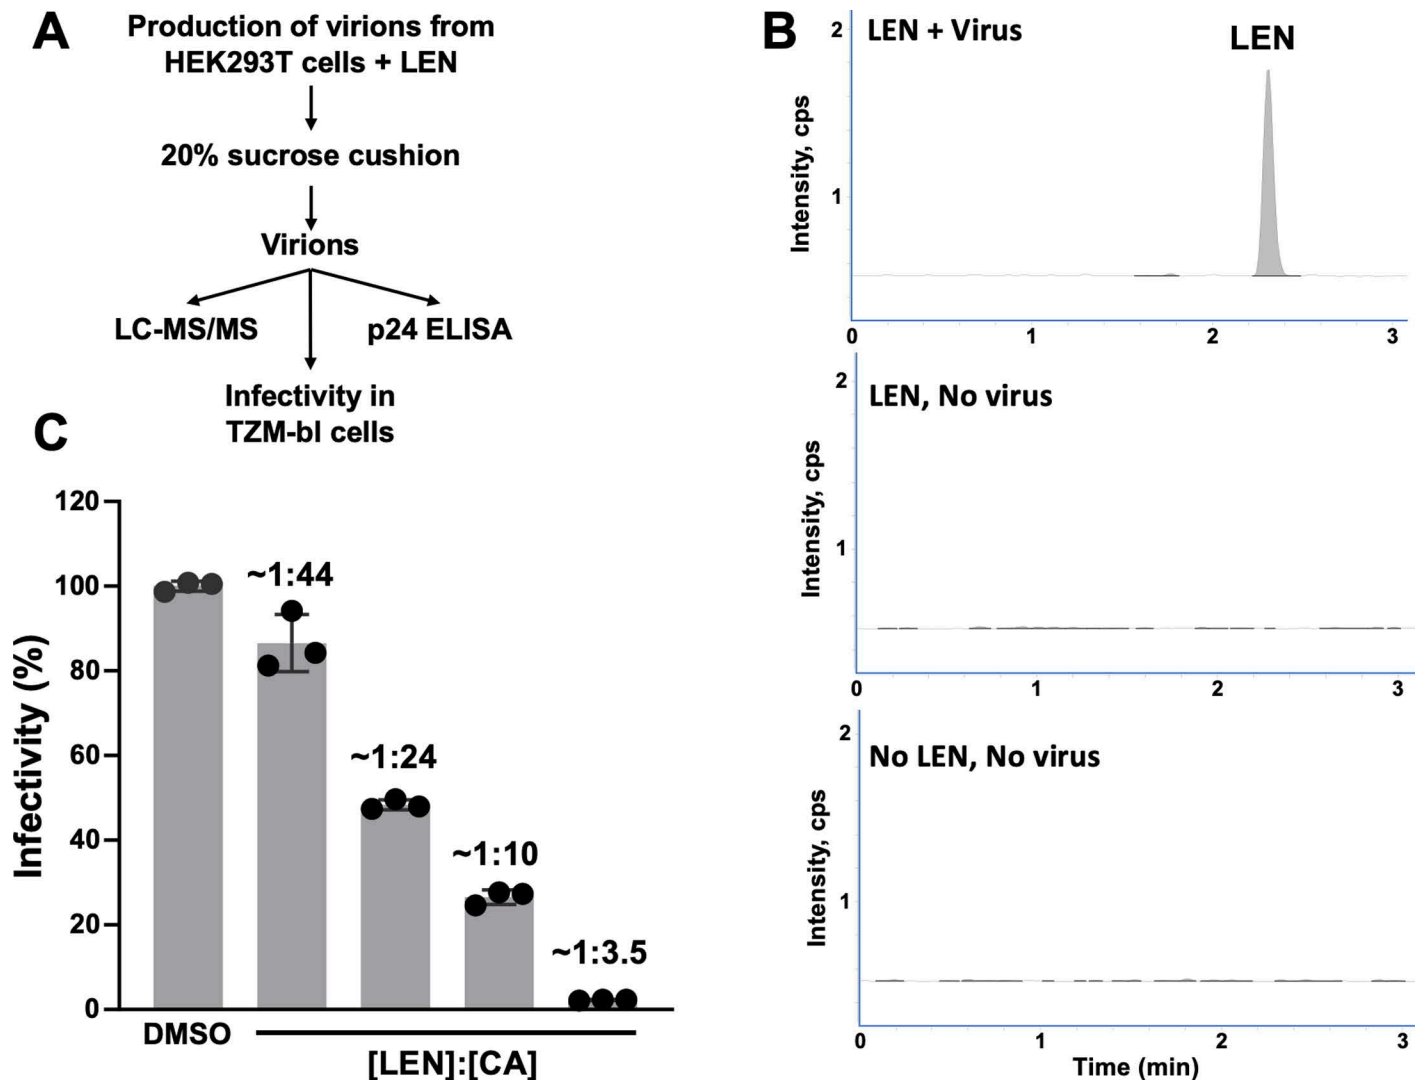 A
Production of virions from
HEK293T cells + LEN
20% sucrose cushion
Virions
LC-MS/MS
p24 ELISA
Infectivity in
TZM-bl cells
B
2
LEN + Virus
LEN
Intensity, cps
1
0
1
2
3
2
LEN, No virus
Intensity, cps
1
0
1
2
3
2
No LEN, No virus
Intensity, cps
1
0
1
2
3
Time (min)
C
Infectivity (%)
120
100
80
60
40
20
0
~1:44
~1:24
~1:10
~1:3.5
DMSO
[LEN]:[CA]